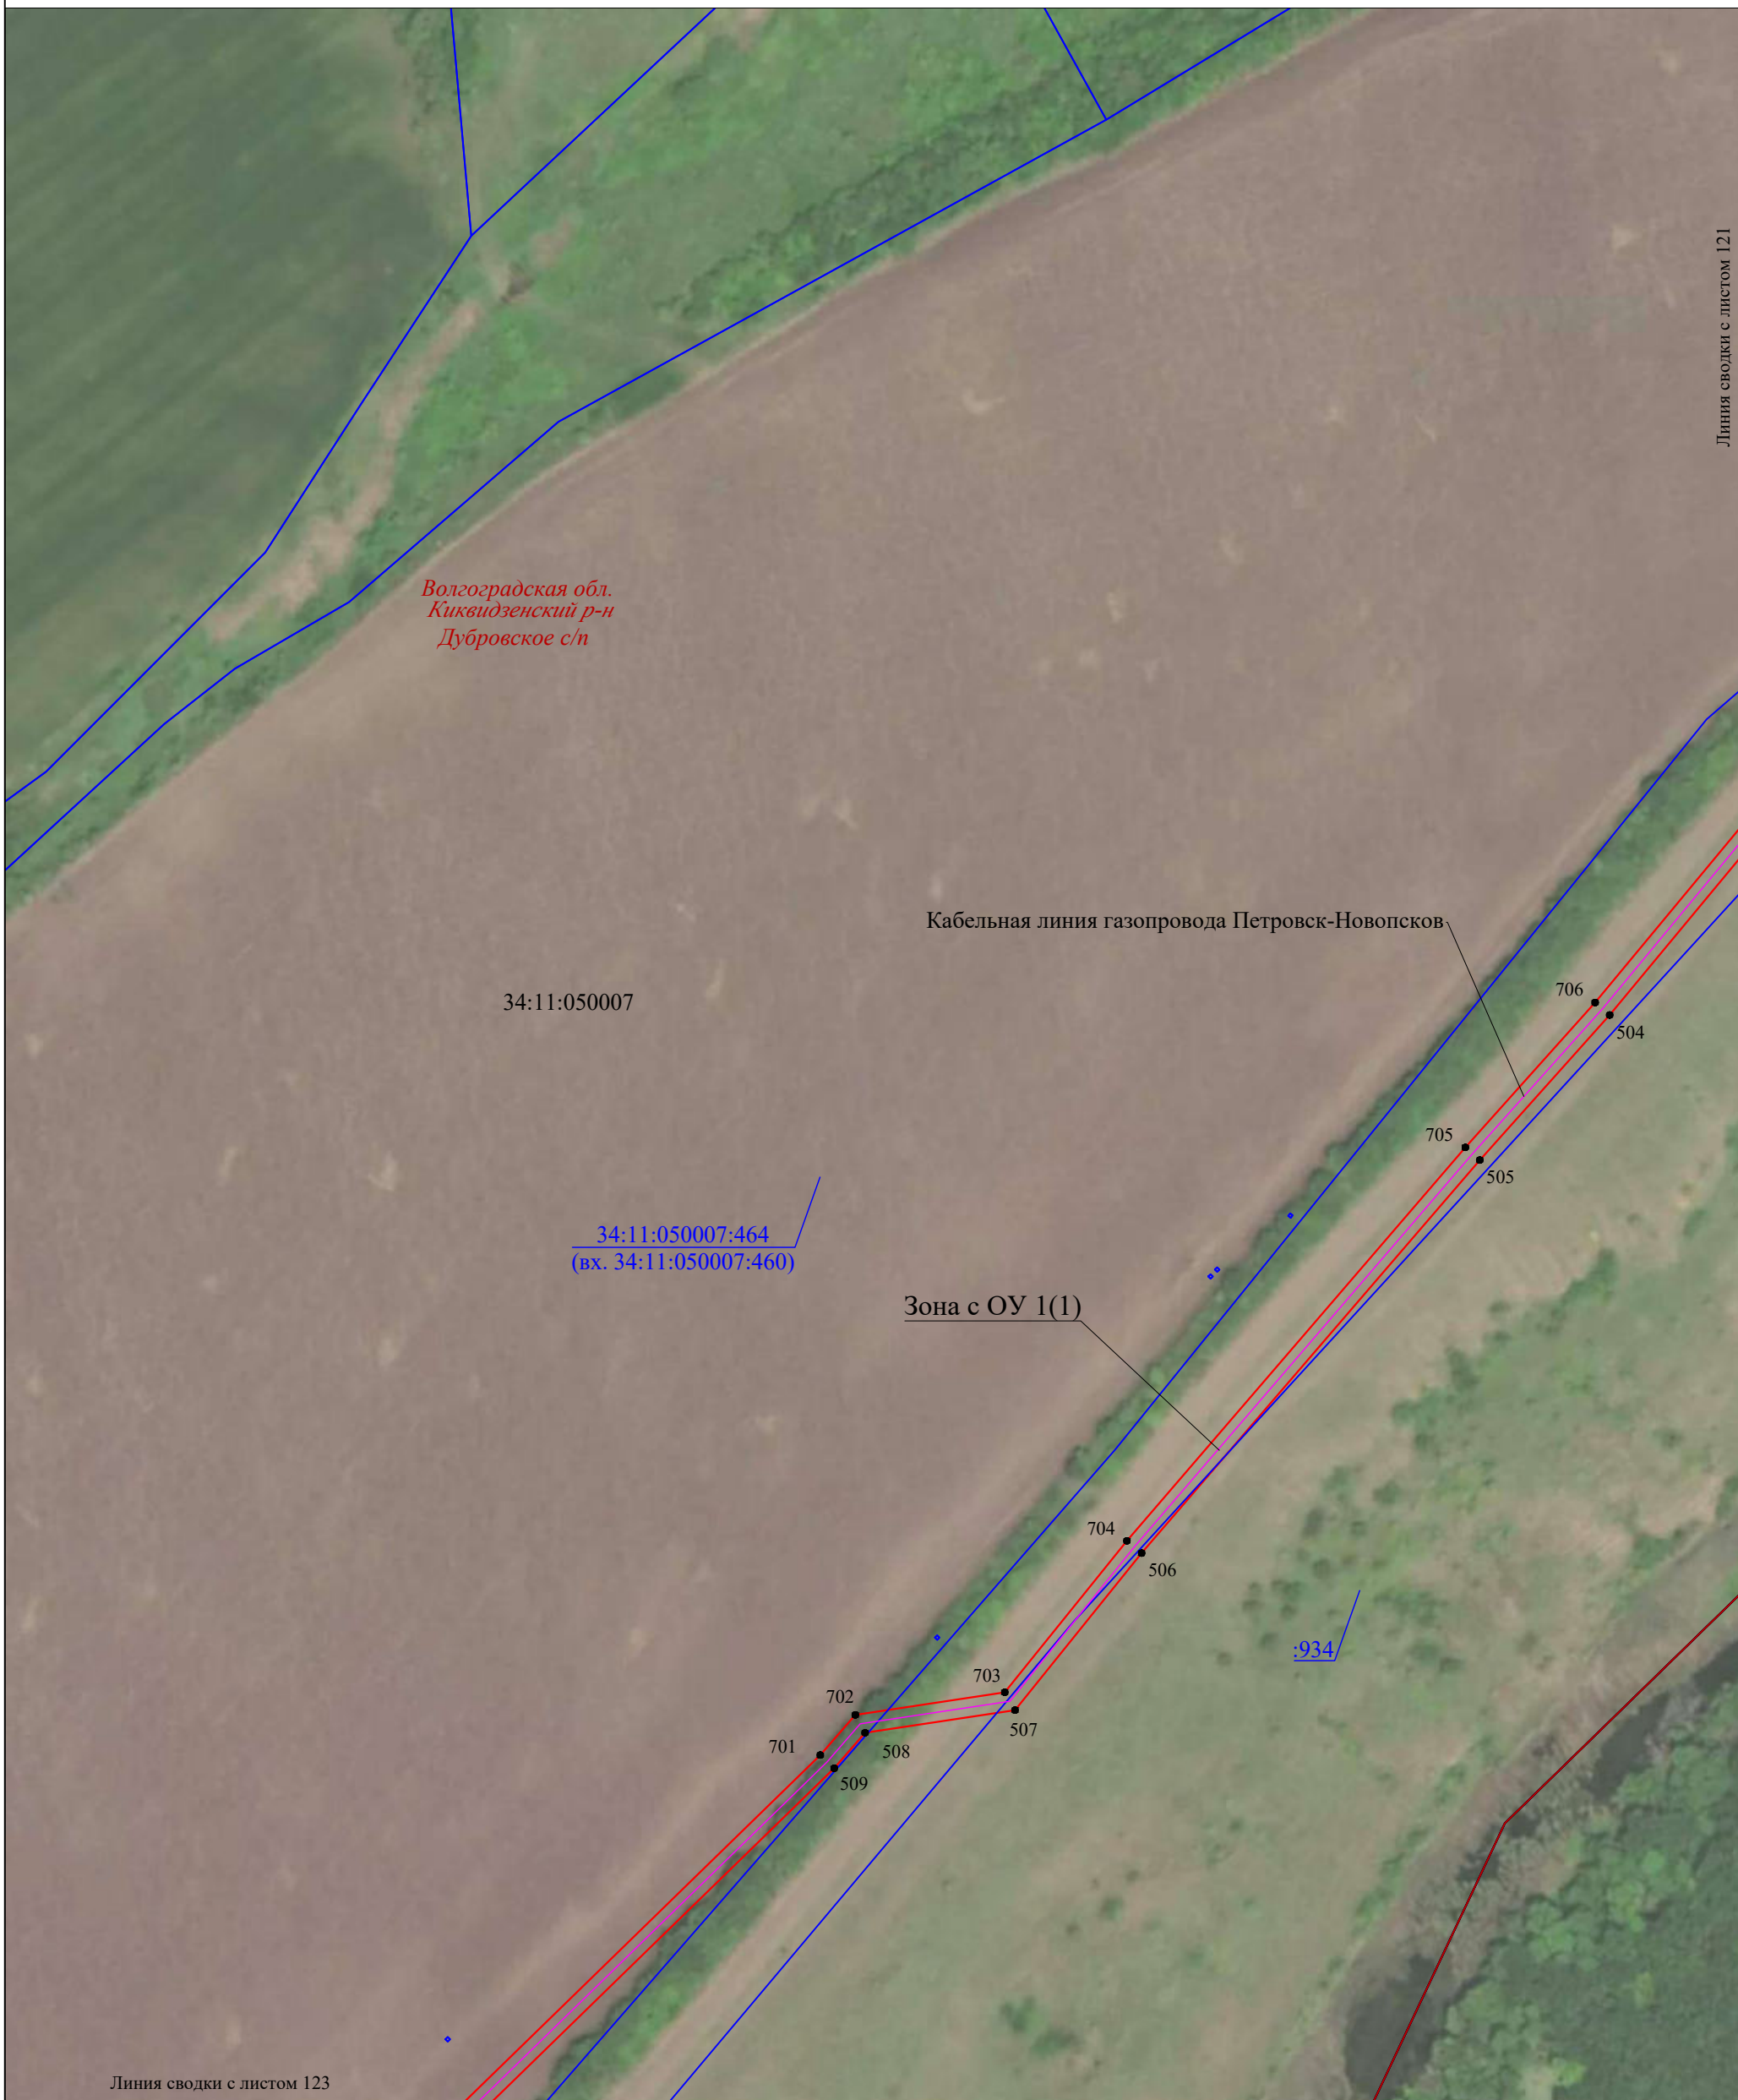 Линия сводки с листом 121
Волгоградская обл.
Киквидзенский р-н
Дубровское с/п
Кабельная линия газопровода Петровск-Новопсков
706
34:11:050007
504
705
505
34:11:050007:464
(вх. 34:11:050007:460)
Зона с ОУ 1(1)
704
506
:934
703
702
507
701
508
509
Линия сводки с листом 123